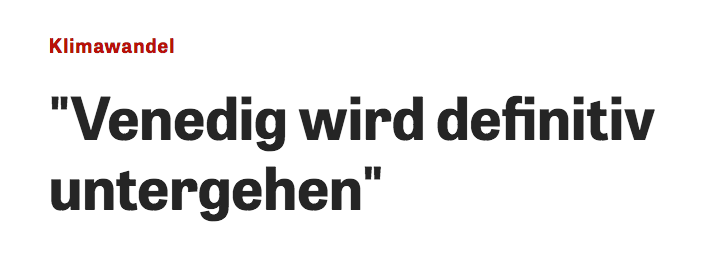 Klimawandel
"Venedig wird definitiv
untergehen"